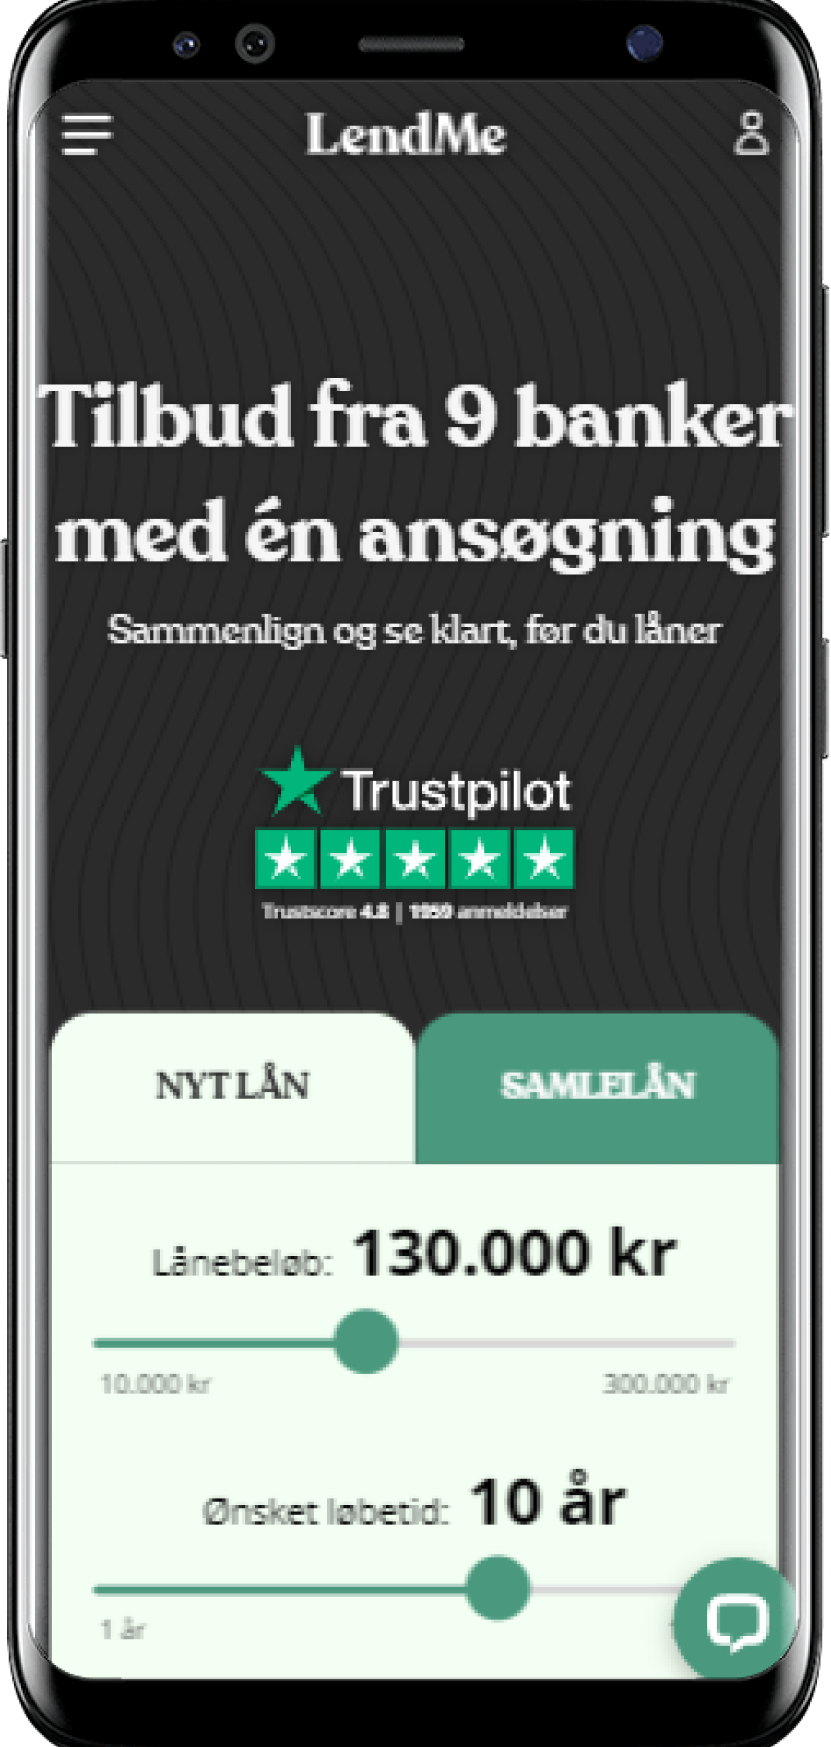 LendMe
Tilbud fra 9 banker
med én ansøgning
Sammenlign og se klart, før du låner
Trustpilot
Trustscore 4.8 | 1959 anmeldelser
NYT LÅN
SAMLELÅN
Lånebeløb: 130.000 kr
10.000 kr
300.000 kr
Ønsket løbetid: 10 år
1 år